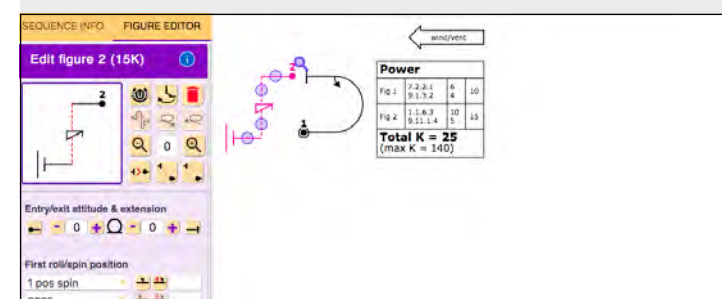 SEQUENCE INFO FIGURE EDITOR
Edit figure 2 (15K)
2
0
Entry/exit attitude & extension
- 0 + - 0 +
First roll/spin position
1 pos spin
wind/vent
2
1
Power
Fig 1 7.2.2.1 6 10
9.1.3.2 4
Fig 2 1.1.6.3 10 15
9.11.1.4 5
Total K = 25
(max K = 140)